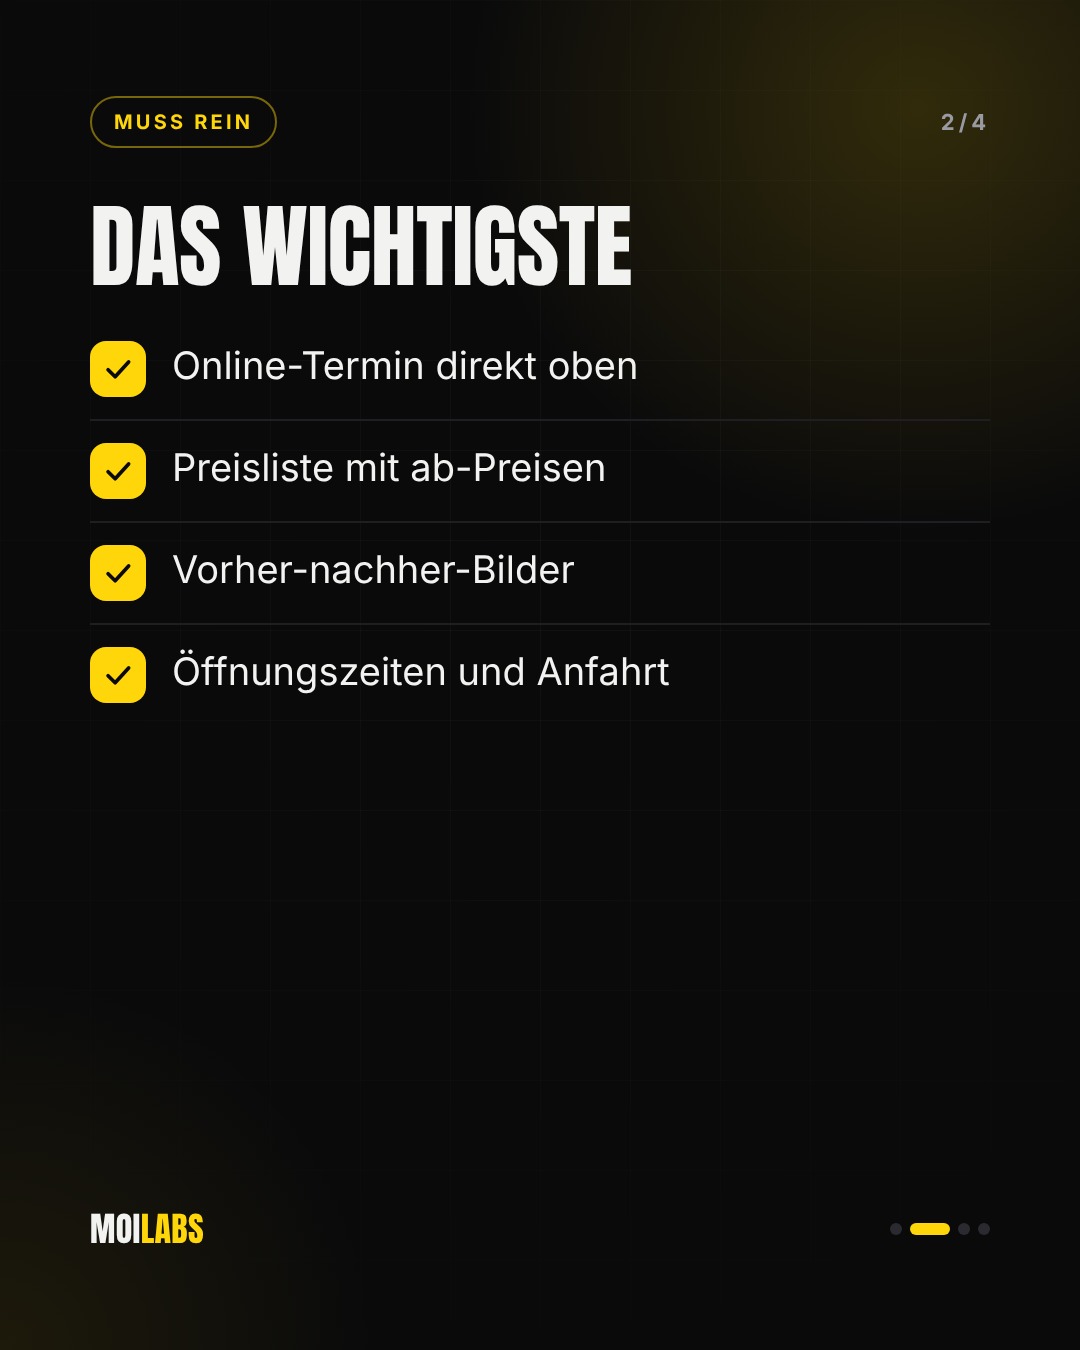 MUSS REIN
2/4
DAS WICHTIGSTE
Online-Termin direkt oben
Preisliste mit ab-Preisen
Vorher-nachher-Bilder
Öffnungszeiten und Anfahrt
MOILABS